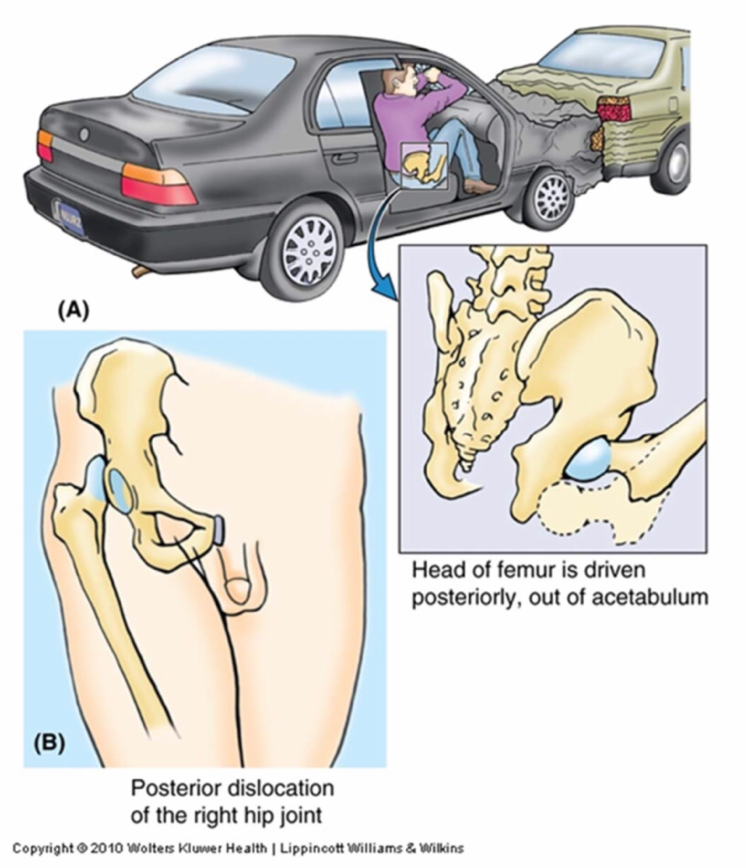 (A)
Head of femur is driven
posteriorly, out of acetabulum
(B)
Posterior dislocation
of the right hip joint
Copyright © 2010 Wolters Kluwer Health | Lippincott Williams & Wilkins